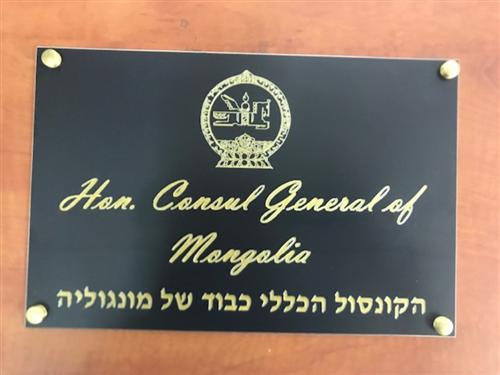 Hon. Consul General of
Mongolia
הקונסול הכללי כבוד של מונגוליה